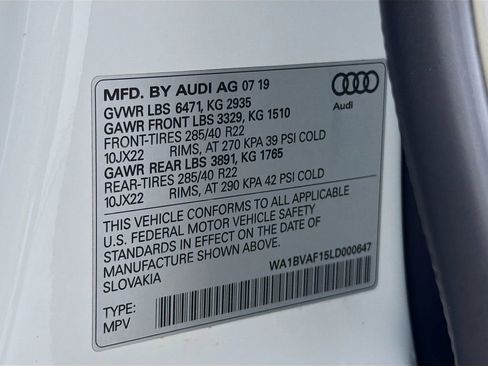 MFD. BY AUDI AG 07 19
GVWR LBS 6471, KG 2935
GAWR FRONT LBS 3329, KG 1510
FRONT-TIRES 285/40 R22
10JX22 RIMS, AT 270 KPA 39 PSI COLD
GAWR REAR LBS 3891, KG 1765
REAR-TIRES 285/40 R22
10JX22 RIMS, AT 290 KPA 42 PSI COLD
Audi
THIS VEHICLE CONFORMS TO ALL APPLICABLE
U.S. FEDERAL MOTOR VEHICLE SAFETY
STANDARDS IN EFFECT ON THE DATE OF
MANUFACTURE SHOWN ABOVE.
SLOVAKIA
WA1BVAF15LD000647
TYPE:
MPV